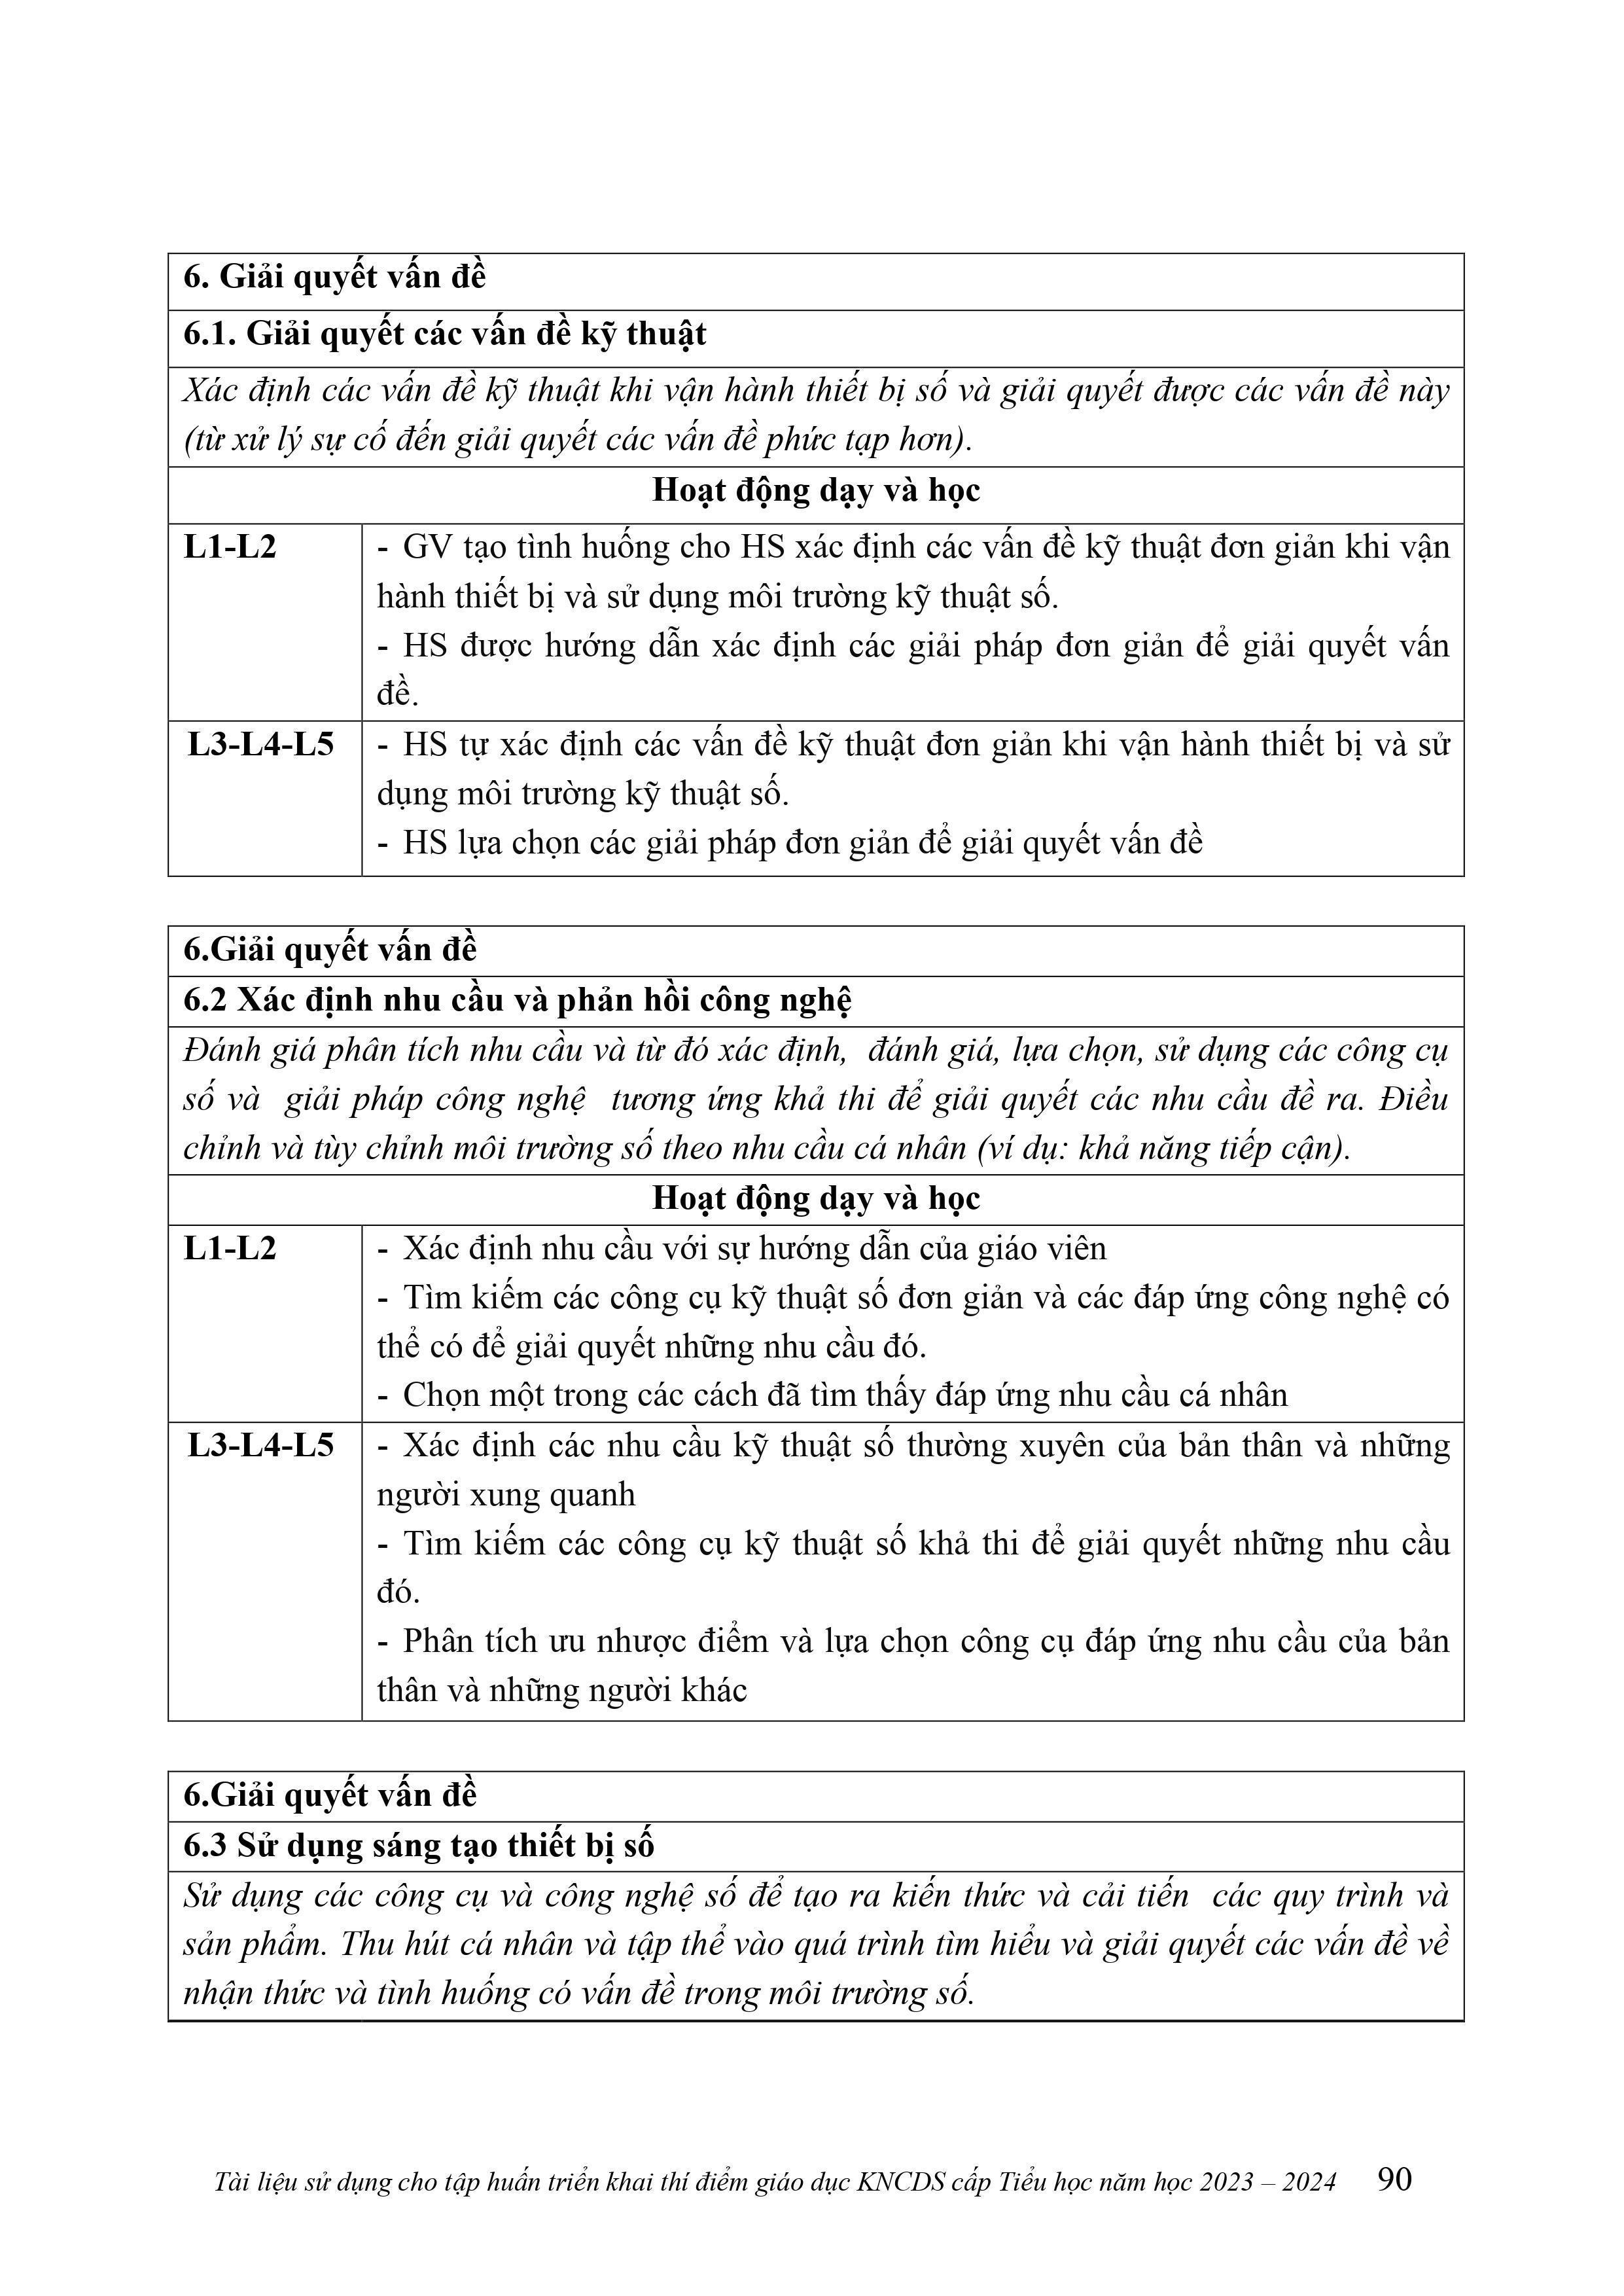 6. Giải quyết vấn đề
6.1. Giải quyết các vấn đề kỹ thuật
Xác định các vấn đề kỹ thuật khi vận hành thiết bị số và giải quyết được các vấn đề này
(từ xử lý sự cố đến giải quyết các vấn đề phức tạp hơn).
Hoạt động dạy và học
L1-L2
- GV tạo tình huống cho HS xác định các vấn đề kỹ thuật đơn giản khi vận
hành thiết bị và sử dụng môi trường kỹ thuật số.
- HS được hướng dẫn xác định các giải pháp đơn giản để giải quyết vấn
đề.
L3-L4-L5
- HS tự xác định các vấn đề kỹ thuật đơn giản khi vận hành thiết bị và sử
dụng môi trường kỹ thuật số.
- HS lựa chọn các giải pháp đơn giản để giải quyết vấn đề
6.Giải quyết vấn đề
6.2 Xác định nhu cầu và phản hồi công nghệ
Đánh giá phân tích nhu cầu và từ đó xác định, đánh giá, lựa chọn, sử dụng các công cụ
số và giải pháp công nghệ tương ứng khả thi để giải quyết các nhu cầu đề ra. Điều
chỉnh và tùy chỉnh môi trường số theo nhu cầu cá nhân (ví dụ: khả năng tiếp cận).
Hoạt động dạy và học
L1-L2
- Xác định nhu cầu với sự hướng dẫn của giáo viên
- Tìm kiếm các công cụ kỹ thuật số đơn giản và các đáp ứng công nghệ có
thể có để giải quyết những nhu cầu đó.
- Chọn một trong các cách đã tìm thấy đáp ứng nhu cầu cá nhân
L3-L4-L5
- Xác định các nhu cầu kỹ thuật số thường xuyên của bản thân và những
người xung quanh
- Tìm kiếm các công cụ kỹ thuật số khả thi để giải quyết những nhu cầu
đó.
- Phân tích ưu nhược điểm và lựa chọn công cụ đáp ứng nhu cầu của bản
thân và những người khác
6.Giải quyết vấn đề
6.3 Sử dụng sáng tạo thiết bị số
Sử dụng các công cụ và công nghệ số để tạo ra kiến thức và cải tiến các quy trình và
sản phẩm. Thu hút cá nhân và tập thể vào quá trình tìm hiểu và giải quyết các vấn đề về
nhận thức và tình huống có vấn đề trong môi trường số.
Tài liệu sử dụng cho tập huấn triển khai thí điểm giáo dục KNCDS cấp Tiểu học năm học 2023 – 2024 90